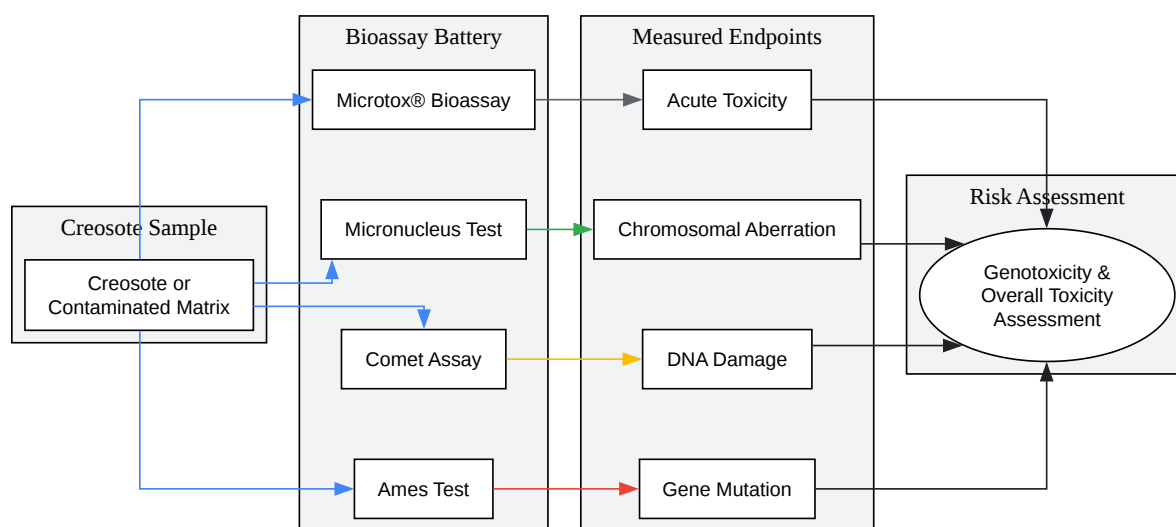 Bioassay Battery
Measured Endpoints
Microtox® Bioassay
Acute Toxicity
Risk Assessment
Creosote Sample
Micronucleus Test
Chromosomal Aberration
Creosote or
Contaminated Matrix
Genotoxicity &
Overall Toxicity
Assessment
Comet Assay
DNA Damage
Ames Test
Gene Mutation